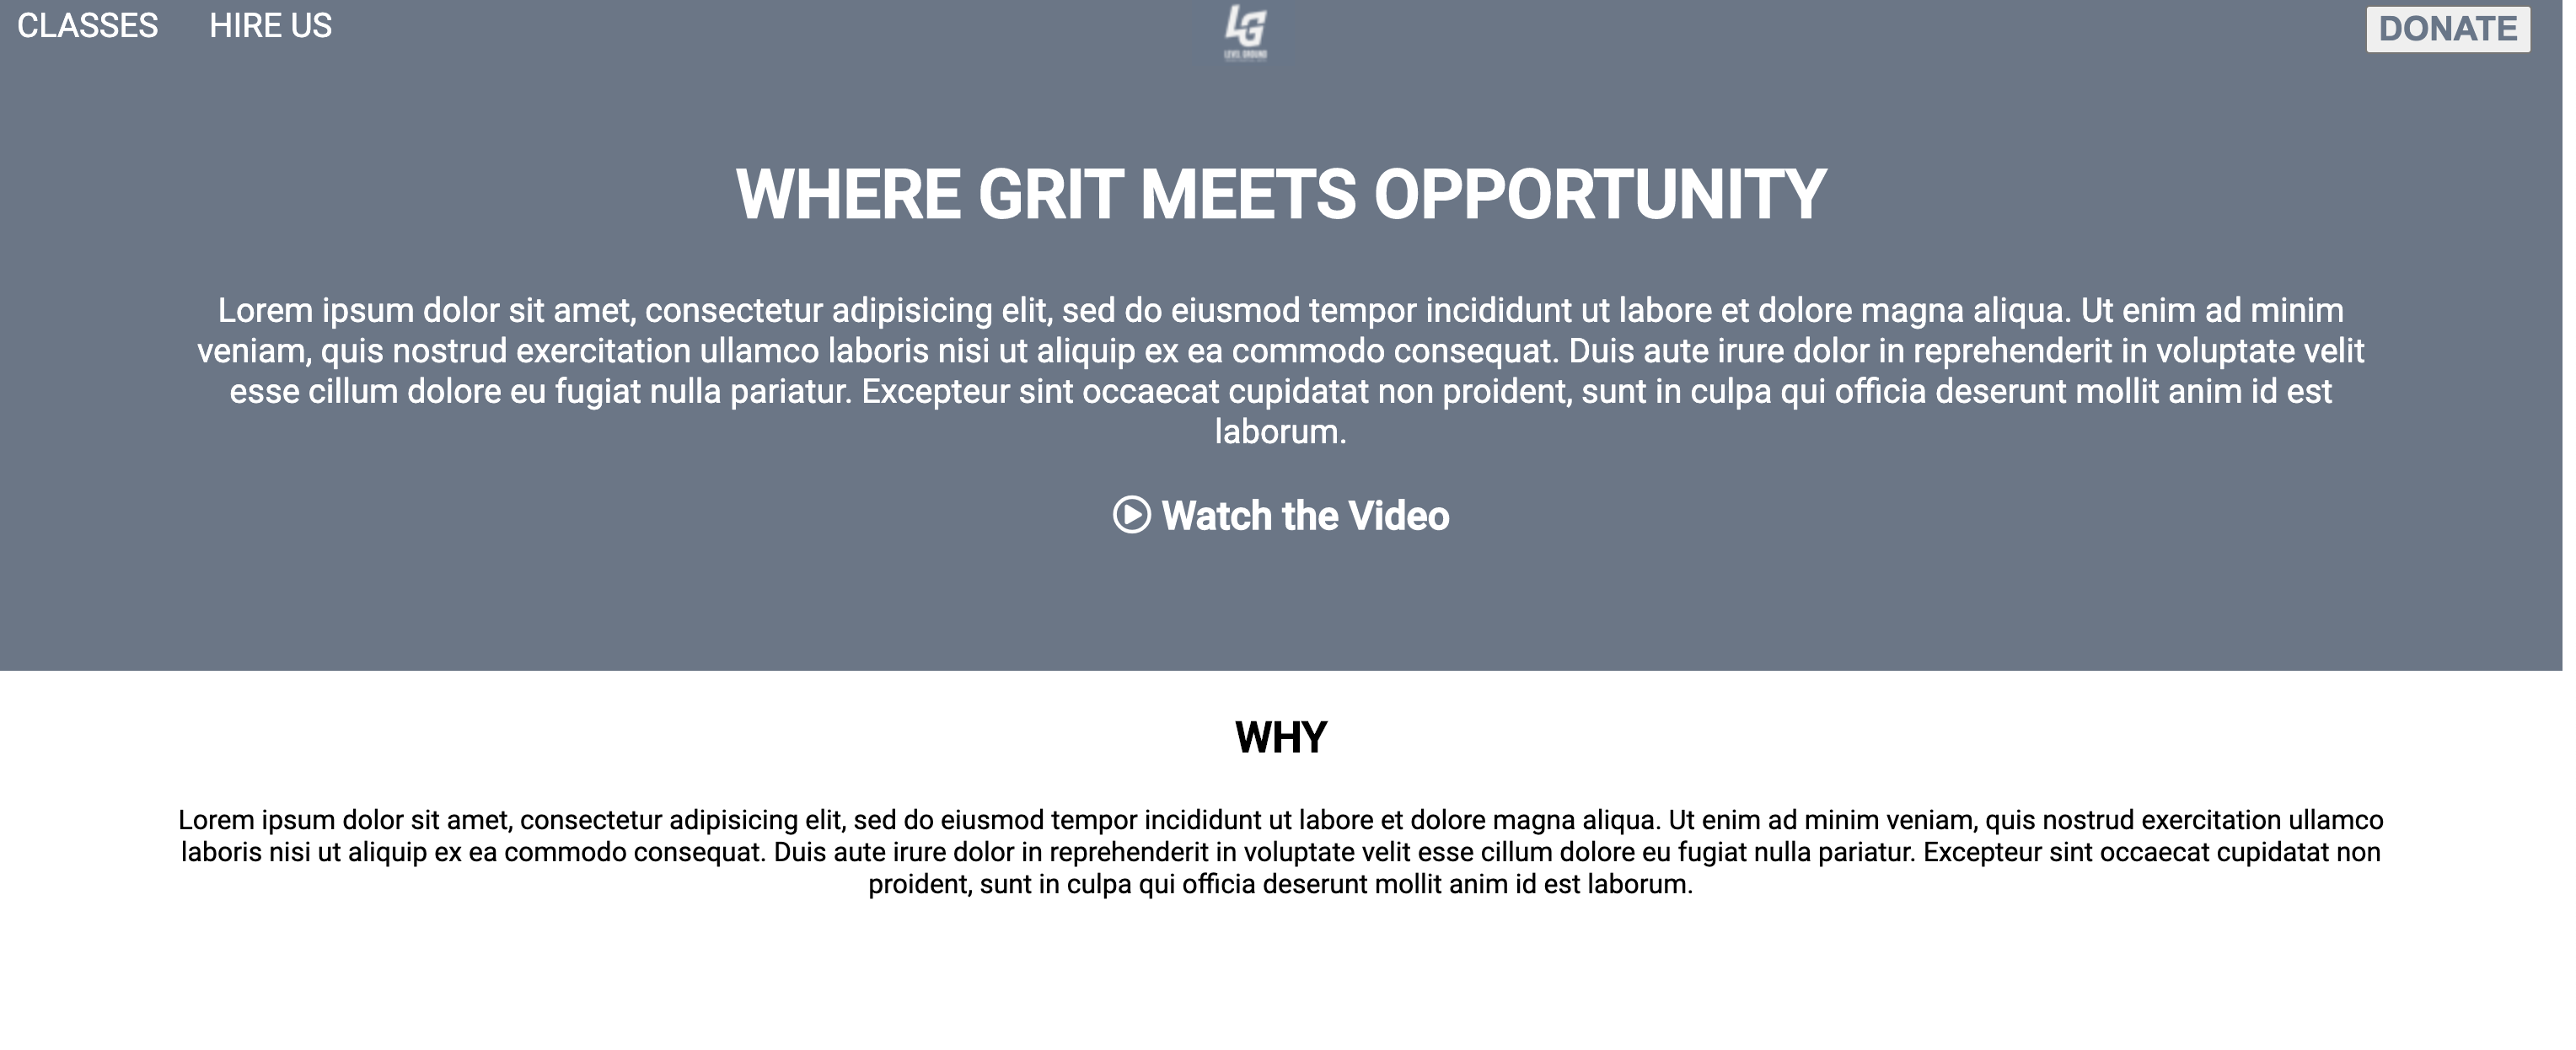 CLASSES HIRE US LG DONATE
LEVEL GROUND
WHERE GRIT MEETS OPPORTUNITY
Lorem ipsum dolor sit amet, consectetur adipisicing elit, sed do eiusmod tempor incididunt ut labore et dolore magna aliqua. Ut enim ad minim
veniam, quis nostrud exercitation ullamco laboris nisi ut aliquip ex ea commodo consequat. Duis aute irure dolor in reprehenderit in voluptate velit
esse cillum dolore eu fugiat nulla pariatur. Excepteur sint occaecat cupidatat non proident, sunt in culpa qui officia deserunt mollit anim id est
laborum.
Watch the Video
WHY
Lorem ipsum dolor sit amet, consectetur adipisicing elit, sed do eiusmod tempor incididunt ut labore et dolore magna aliqua. Ut enim ad minim veniam, quis nostrud exercitation ullamco
laboris nisi ut aliquip ex ea commodo consequat. Duis aute irure dolor in reprehenderit in voluptate velit esse cillum dolore eu fugiat nulla pariatur. Excepteur sint occaecat cupidatat non
proident, sunt in culpa qui officia deserunt mollit anim id est laborum.